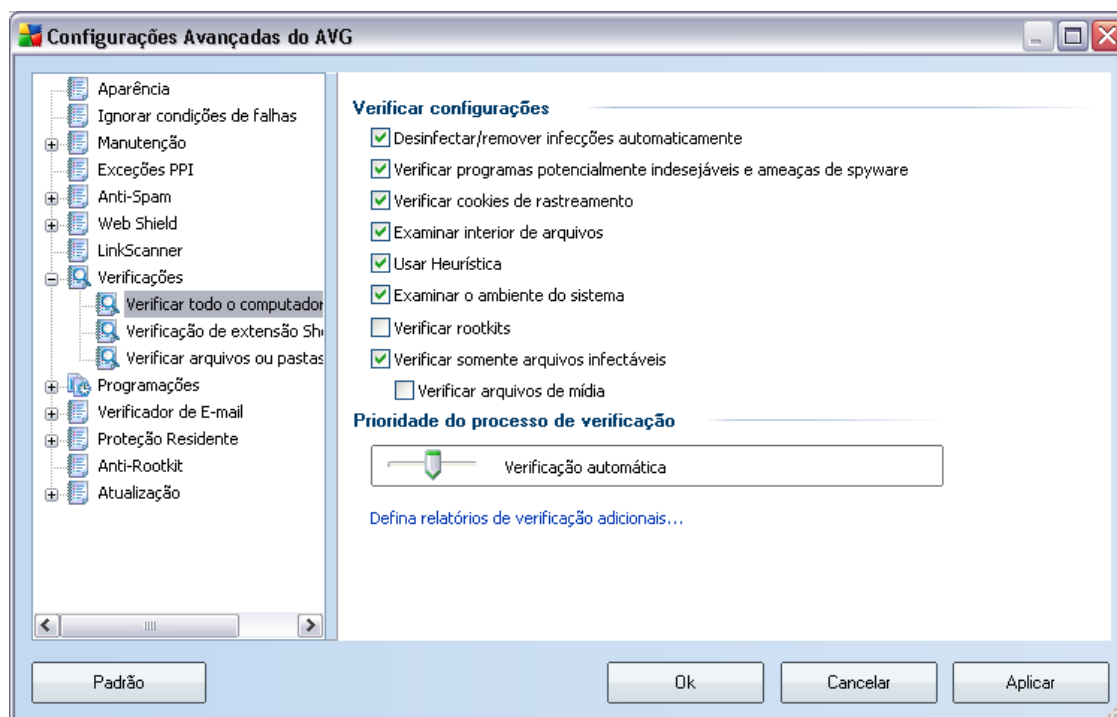 Configurações Avançadas do AVG
Aparência
Ignorar condições de falhas
Manutenção
Exceções PPI
Anti-Spam
Web Shield
LinkScanner
Verificações
Verificar todo o computador
Verificação de extensão She
Verificar arquivos ou pastas
Programações
Verificador de E-mail
Proteção Residente
Anti-Rootkit
Atualização
Verificar configurações
Desinfectar/remover infecções automaticamente
Verificar programas potencialmente indesejáveis e ameaças de spyware
Verificar cookies de rastreamento
Examinar interior de arquivos
Usar Heurística
Examinar o ambiente do sistema
Verificar rootkits
Verificar somente arquivos infectáveis
Verificar arquivos de mídia
Prioridade do processo de verificação
Verificação automática
Defina relatórios de verificação adicionais...
Padrão
Ok
Cancelar
Aplicar